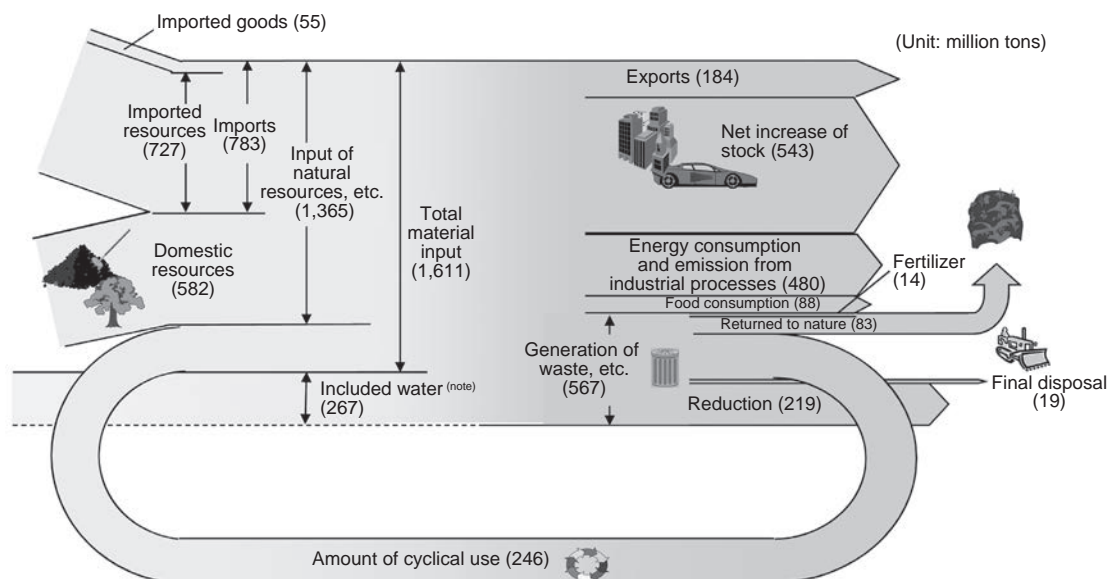 Imported goods (55)
(Unit: million tons)
Exports (184)
Imported
resources
(727)
Imports
(783)
Input of
natural
resources, etc.
(1,365)
Net increase of
stock (543)
Total
material
input
(1,611)
Domestic
resources
(582)
Energy consumption
and emission from
industrial processes (480)
Fertilizer
(14)
Food consumption (88)
Returned to nature (83)
Generation of
waste, etc.
(567)
Included water (note)
(267)
Reduction (219)
Final disposal
(19)
Amount of cyclical use (246)